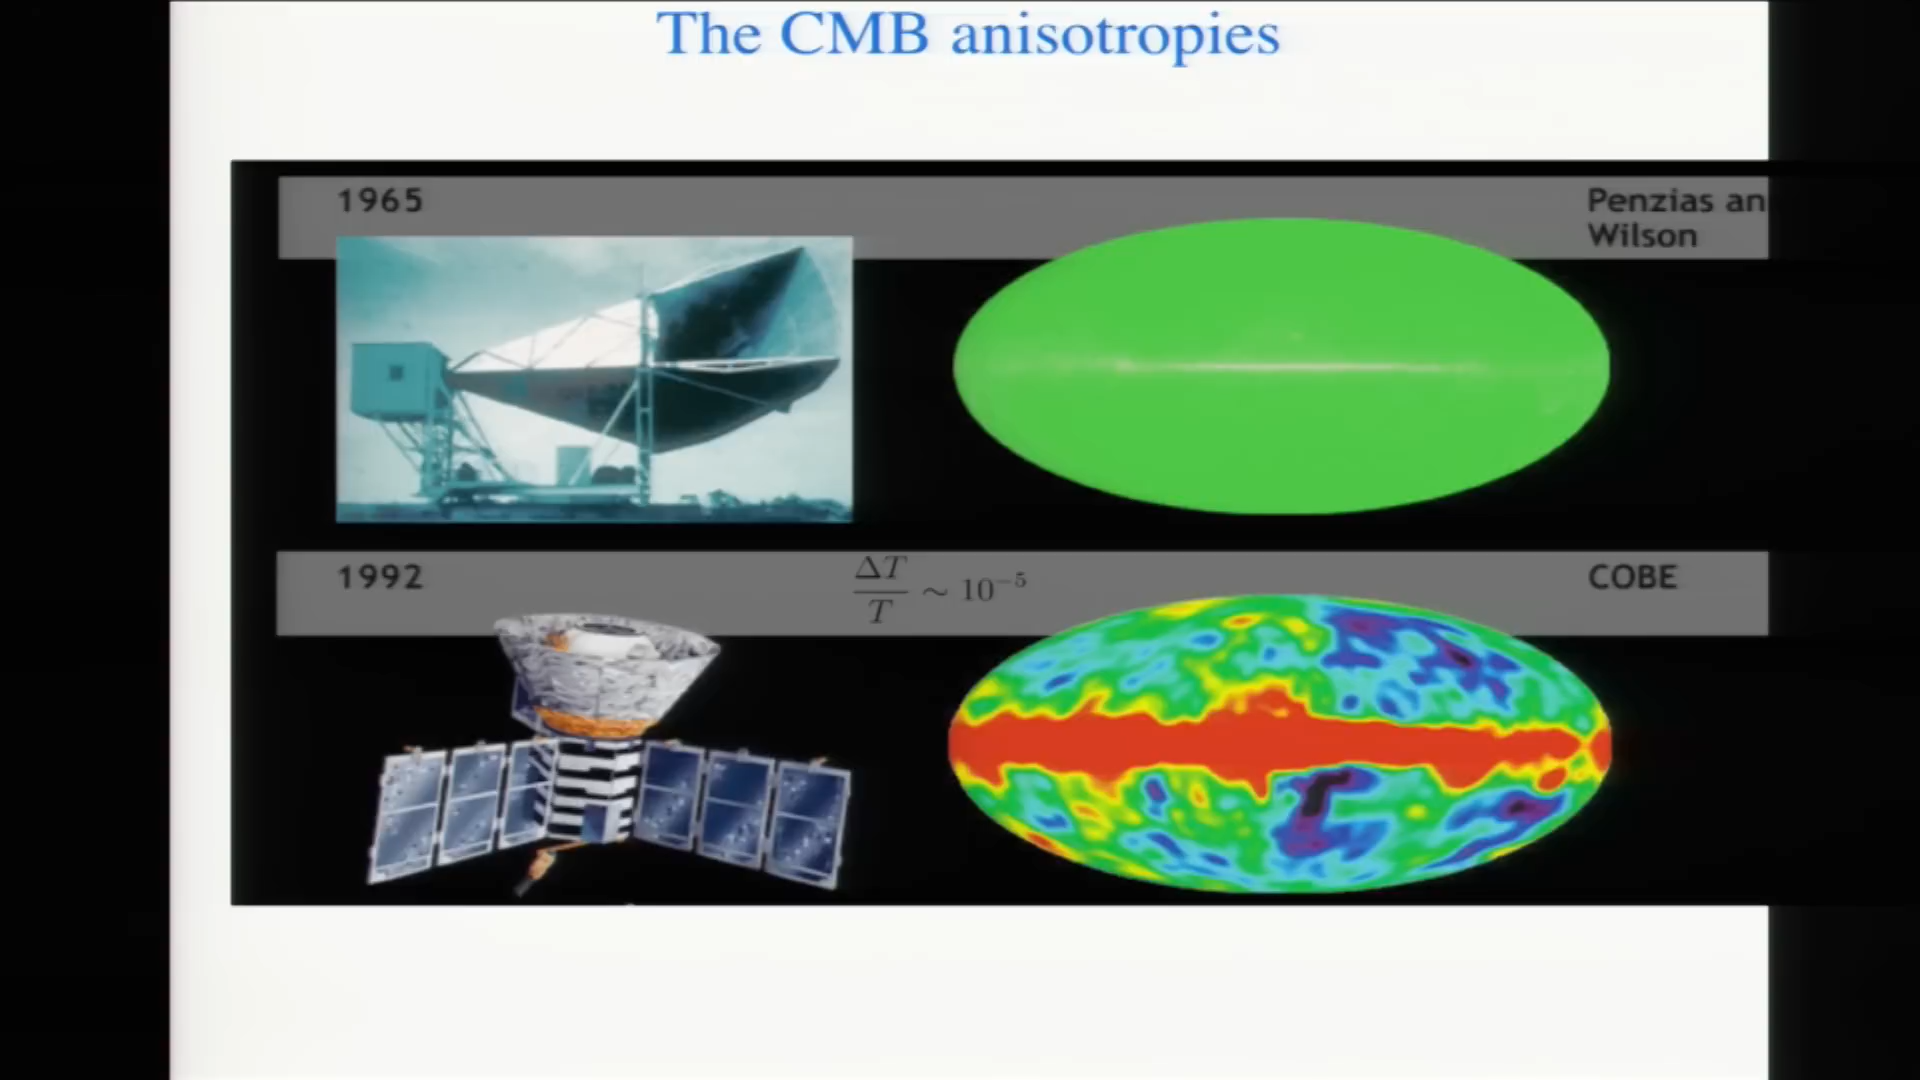 The CMB anisotropies
1965
Penzias an
Wilson
1992
ΔT/T ∼ 10⁻⁵
COBE